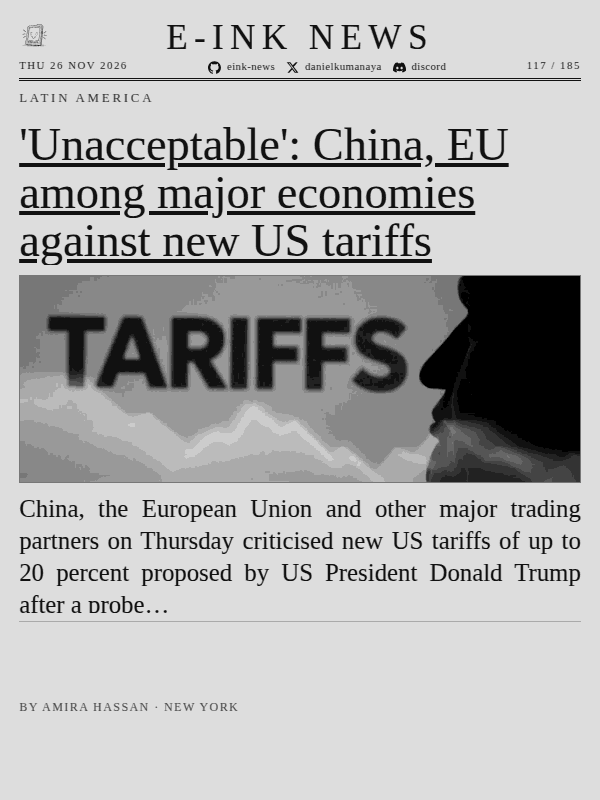 E-INK NEWS
THU 26 NOV 2026
eink-news danielkumanaya discord
117 / 185
LATIN AMERICA
'Unacceptable': China, EU
among major economies
against new US tariffs
TARIFFS
China, the European Union and other major trading
partners on Thursday criticised new US tariffs of up to
20 percent proposed by US President Donald Trump
after a probe…
BY AMIRA HASSAN · NEW YORK